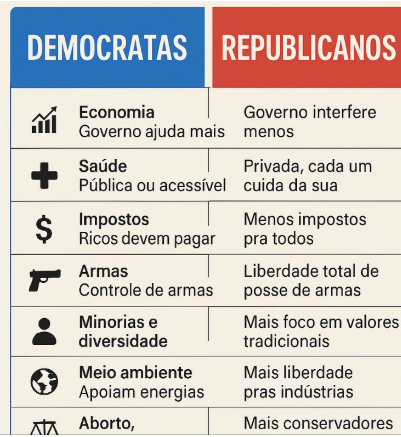 DEMOCRATAS REPUBLICANOS
Economia
Governo ajuda mais
Governo interfere
menos
Saúde
Pública ou acessível
Privada, cada um
cuida da sua
Impostos
Ricos devem pagar
Menos impostos
pra todos
Armas
Controle de armas
Liberdade total de
posse de armas
Minorias e
diversidade
Mais foco em valores
tradicionais
Meio ambiente
Apoiam energias
Mais liberdade
pras indústrias
Aborto,
Mais conservadores